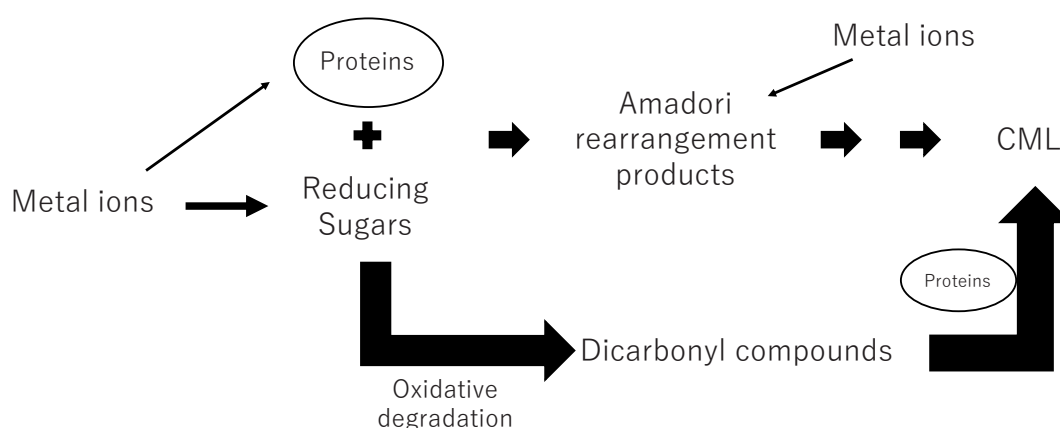 Metal ions
Proteins
Amadori
rearrangement
products
CML
Metal ions
Reducing
Sugars
Proteins
Dicarbonyl compounds
Oxidative
degradation